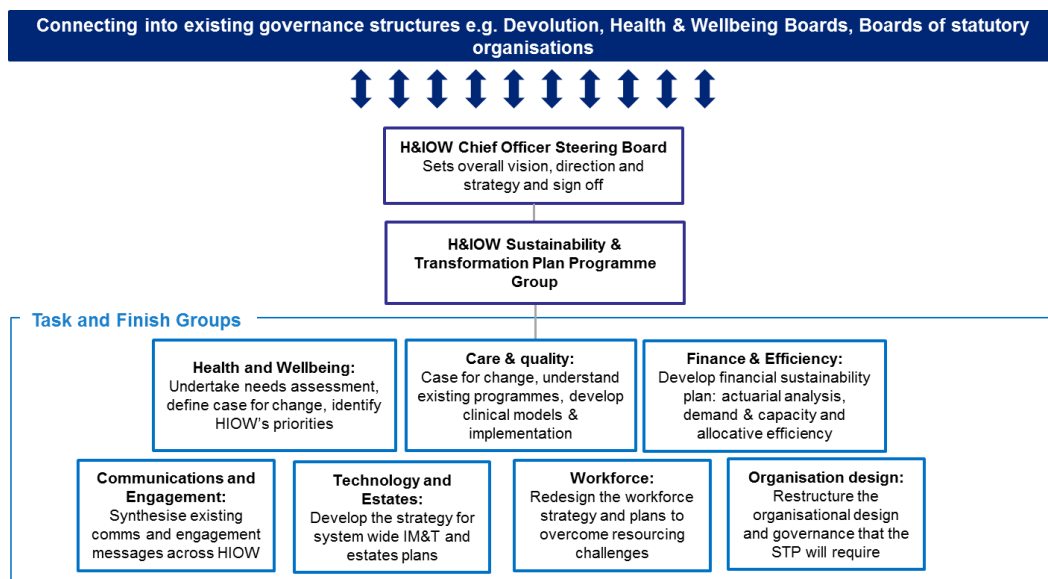 Connecting into existing governance structures e.g. Devolution, Health & Wellbeing Boards, Boards of statutory
organisations
H&IOW Chief Officer Steering Board
Sets overall vision, direction and
strategy and sign off
H&IOW Sustainability &
Transformation Plan Programme
Group
Task and Finish Groups
Health and Wellbeing:
Undertake needs assessment,
define case for change, identify
HIOW's priorities
Care & quality:
Case for change, understand
existing programmes, develop
clinical models &
implementation
Finance & Efficiency:
Develop financial sustainability
plan: actuarial analysis,
demand & capacity and
allocative efficiency
Communications and
Engagement:
Synthesise existing
comms and engagement
messages across HIOW
Technology and
Estates:
Develop the strategy for
system wide IM&T and
estates plans
Workforce:
Redesign the workforce
strategy and plans to
overcome resourcing
challenges
Organisation design:
Restructure the
organisational design
and governance that the
STP will require